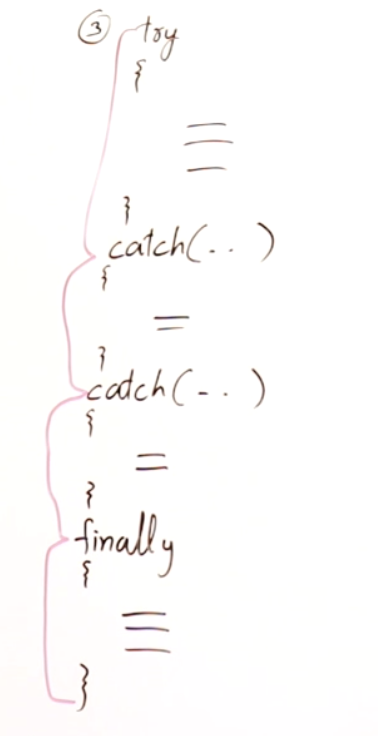 ③ try
{
}
catch(.. )
{
}
catch(-. )
{
}
finally
{
}